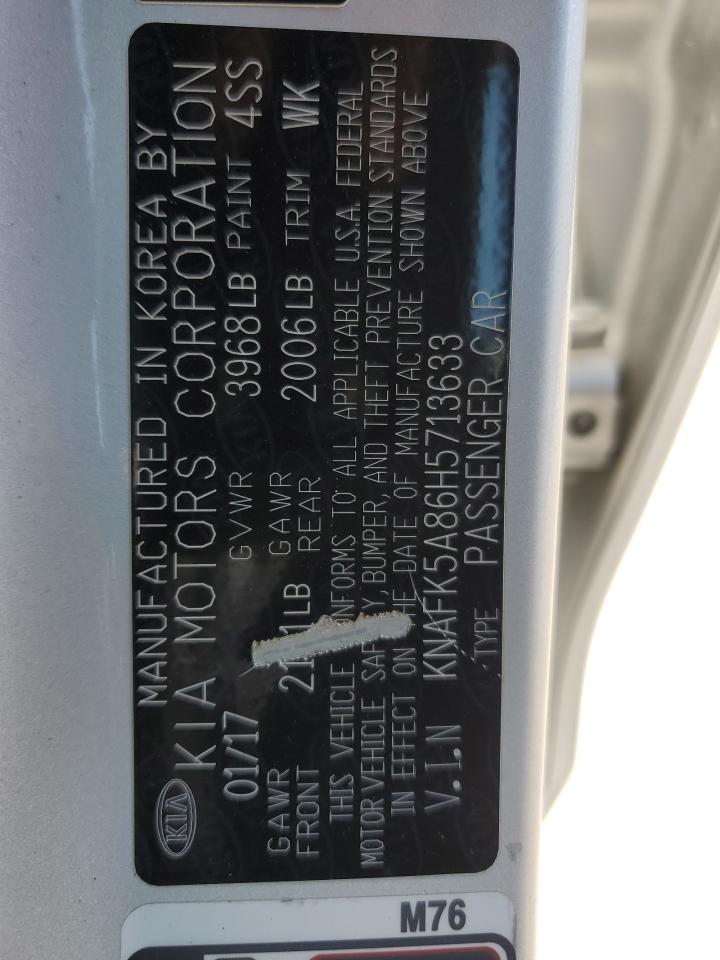 KIA
MANUFACTURED IN KOREA BY
KIA MOTORS CORPORATION
01/17 GVWR 3968LB PAINT 4SS
GAWR FRONT LB GAWR REAR 2006LB TRIM WK
THIS VEHICLE CONFORMS TO ALL APPLICABLE U.S.A. FEDERAL
MOTOR VEHICLE SAFETY, BUMPER, AND THEFT PREVENTION STANDARDS
IN EFFECT ON THE DATE OF MANUFACTURE SHOWN ABOVE
V.I.N KNAFK5A86H5713633
TYPE PASSENGER CAR
M76